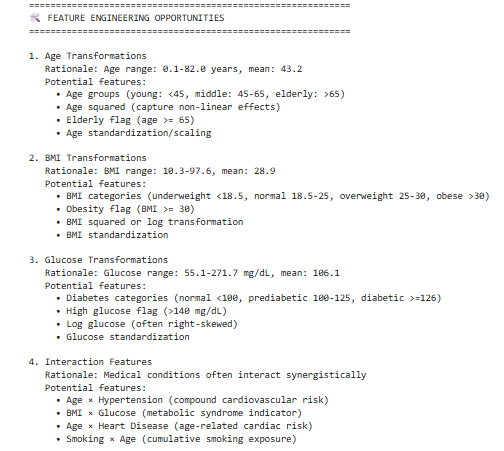 ============================================================
🛠 FEATURE ENGINEERING OPPORTUNITIES
============================================================
1. Age Transformations
Rationale: Age range: 0.1-82.0 years, mean: 43.2
Potential features:
• Age groups (young: <45, middle: 45-65, elderly: >65)
• Age squared (capture non-linear effects)
• Elderly flag (age >= 65)
• Age standardization/scaling
2. BMI Transformations
Rationale: BMI range: 10.3-97.6, mean: 28.9
Potential features:
• BMI categories (underweight <18.5, normal 18.5-25, overweight 25-30, obese >30)
• Obesity flag (BMI >= 30)
• BMI squared or log transformation
• BMI standardization
3. Glucose Transformations
Rationale: Glucose range: 55.1-271.7 mg/dL, mean: 106.1
Potential features:
• Diabetes categories (normal <100, prediabetic 100-125, diabetic >=126)
• High glucose flag (>140 mg/dL)
• Log glucose (often right-skewed)
• Glucose standardization
4. Interaction Features
Rationale: Medical conditions often interact synergistically
Potential features:
• Age × Hypertension (compound cardiovascular risk)
• BMI × Glucose (metabolic syndrome indicator)
• Age × Heart Disease (age-related cardiac risk)
• Smoking × Age (cumulative smoking exposure)